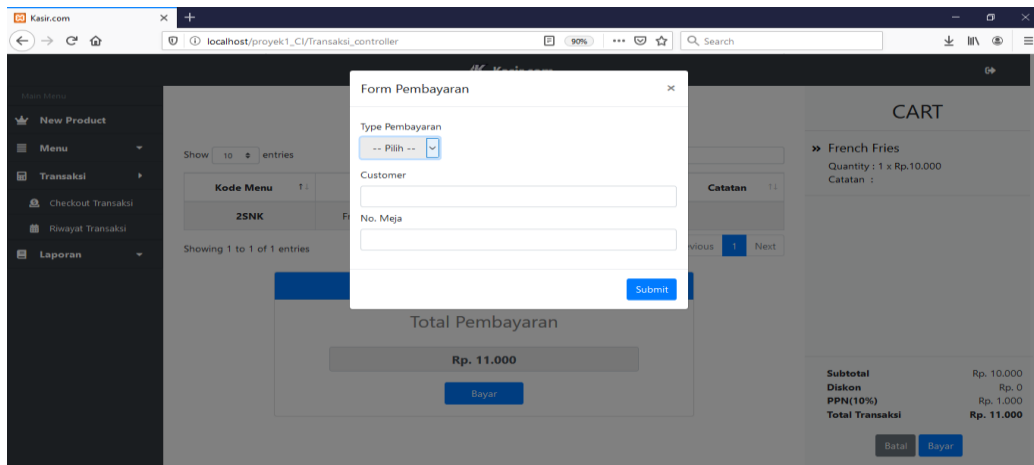 Kasir.com
localhost/proyek1_CI/Transaksi_controller
90%
Search
Kasir.com
Main Menu
New Product
Menu
Transaksi
Checkout Transaksi
Riwayat Transaksi
Laporan
Show 10 entries
Kode Menu
Catatan
2SNK
Showing 1 to 1 of 1 entries
1 Next
Form Pembayaran
Type Pembayaran
-- Pilih --
Customer
No. Meja
Submit
Total Pembayaran
Rp. 11.000
Bayar
CART
» French Fries
Quantity : 1 x Rp.10.000
Catatan :
Subtotal Rp. 10.000
Diskon Rp. 0
PPN(10%) Rp. 1.000
Total Transaksi Rp. 11.000
Batal Bayar